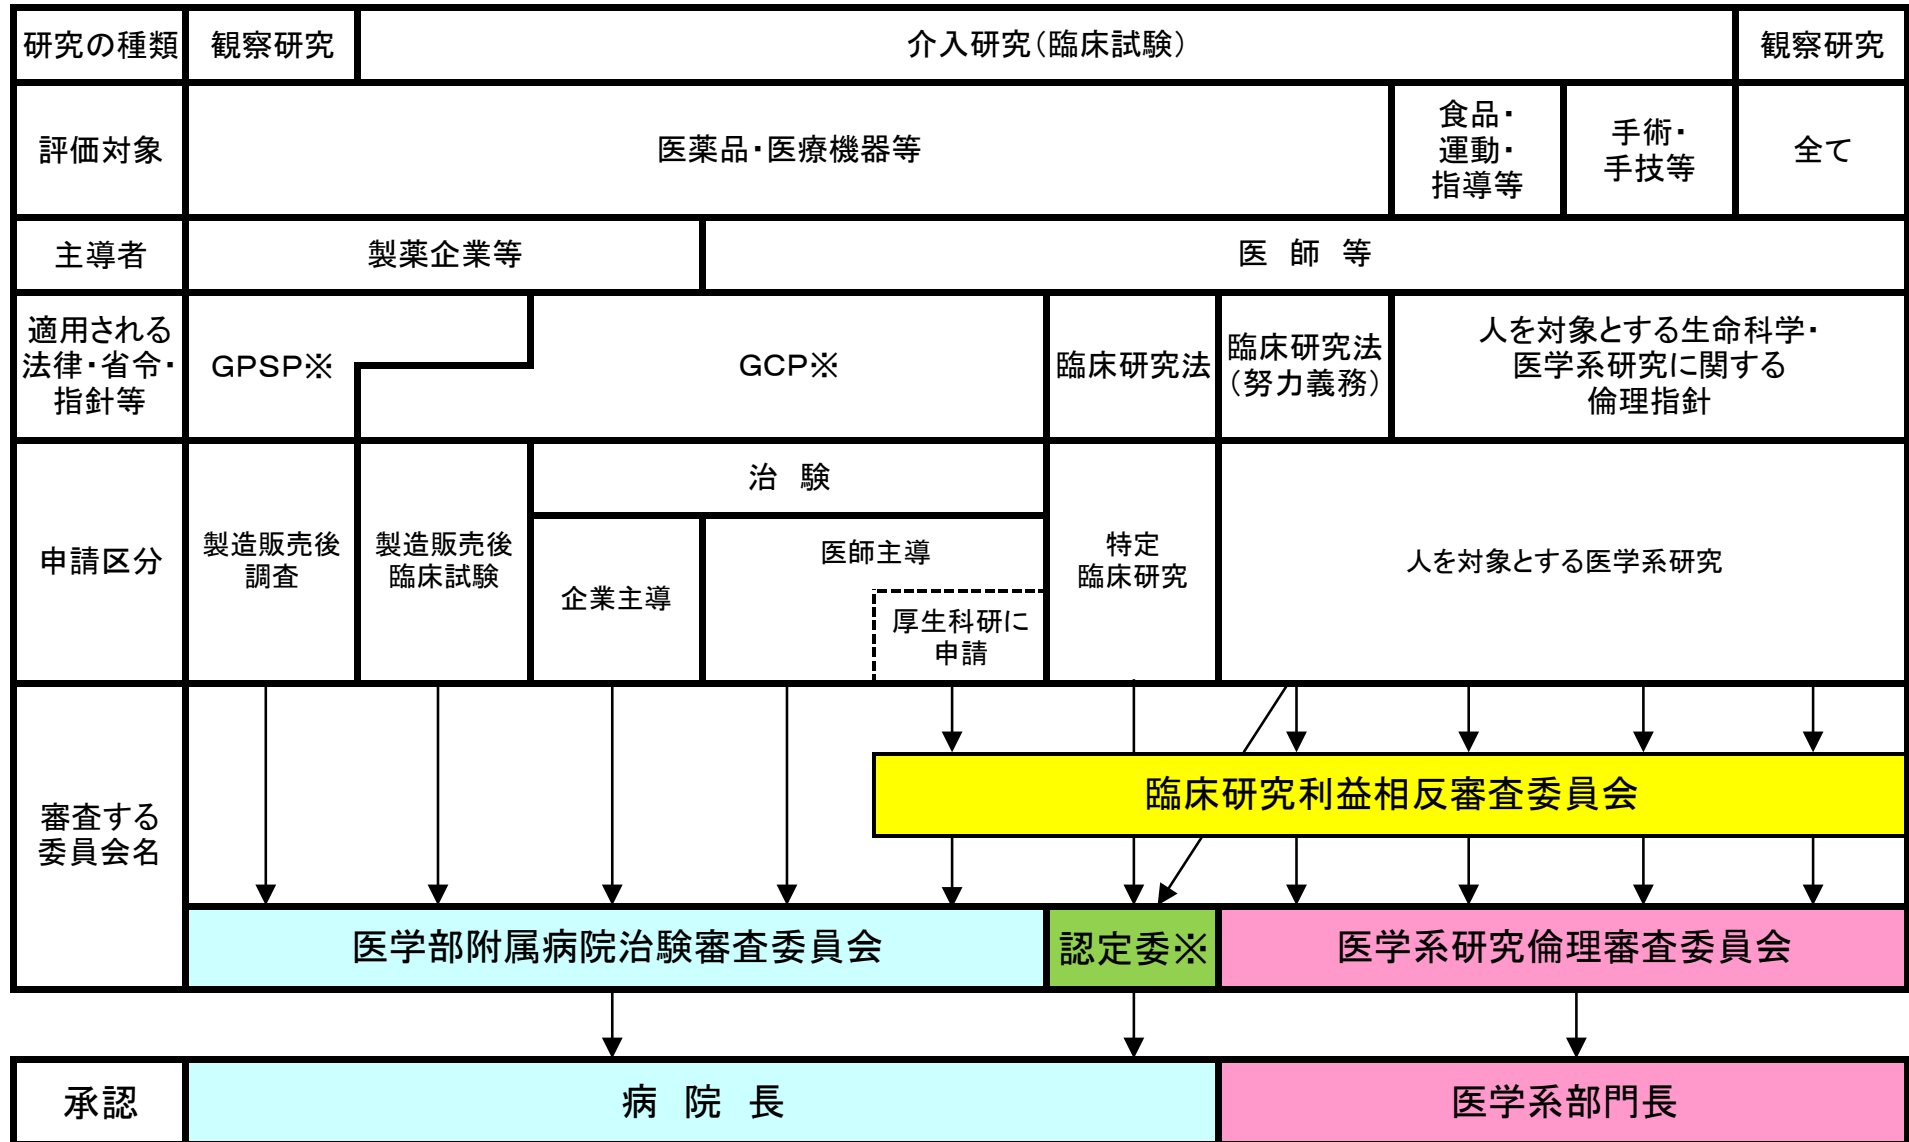 研究の種類
観察研究
介入研究（臨床試験）
観察研究
評価対象
医薬品・医療機器等
食品・
運動・
指導等
手術・
手技等
全て
主導者
製薬企業等
医　師　等
適用される
法律・省令・
指針等
GPSP※
GCP※
臨床研究法
臨床研究法
（努力義務）
人を対象とする生命科学・
医学系研究に関する
倫理指針
申請区分
製造販売後
調査
製造販売後
臨床試験
治　験
企業主導
医師主導
厚生科研に
申請
特定
臨床研究
人を対象とする医学系研究
審査する
委員会名
臨床研究利益相反審査委員会
医学部附属病院治験審査委員会
認定委※
医学系研究倫理審査委員会
承認
病　院　長
医学系部門長